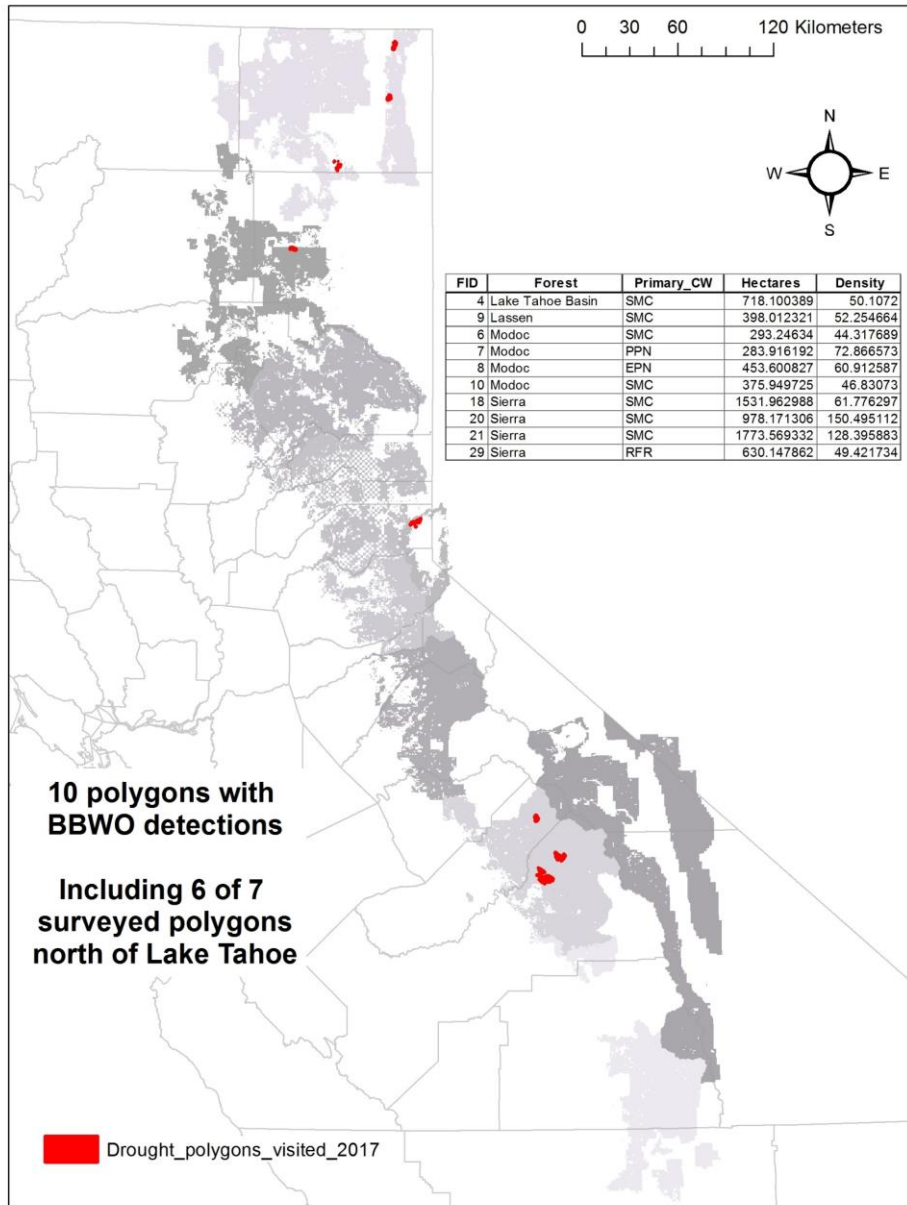 0 30 60 120 Kilometers
N
W E
S
FID Forest Primary_CW Hectares Density
4 Lake Tahoe Basin SMC 718.100389 50.1072
9 Lassen SMC 398.012321 52.254664
6 Modoc SMC 293.24634 44.317689
7 Modoc PPN 283.916192 72.866573
8 Modoc EPN 453.600827 60.912587
10 Modoc SMC 375.949725 46.83073
18 Sierra SMC 1531.962988 61.776297
20 Sierra SMC 978.171306 150.495112
21 Sierra SMC 1773.569332 128.395883
29 Sierra RFR 630.147862 49.421734
10 polygons with
BBWO detections
Including 6 of 7
surveyed polygons
north of Lake Tahoe
Drought_polygons_visited_2017